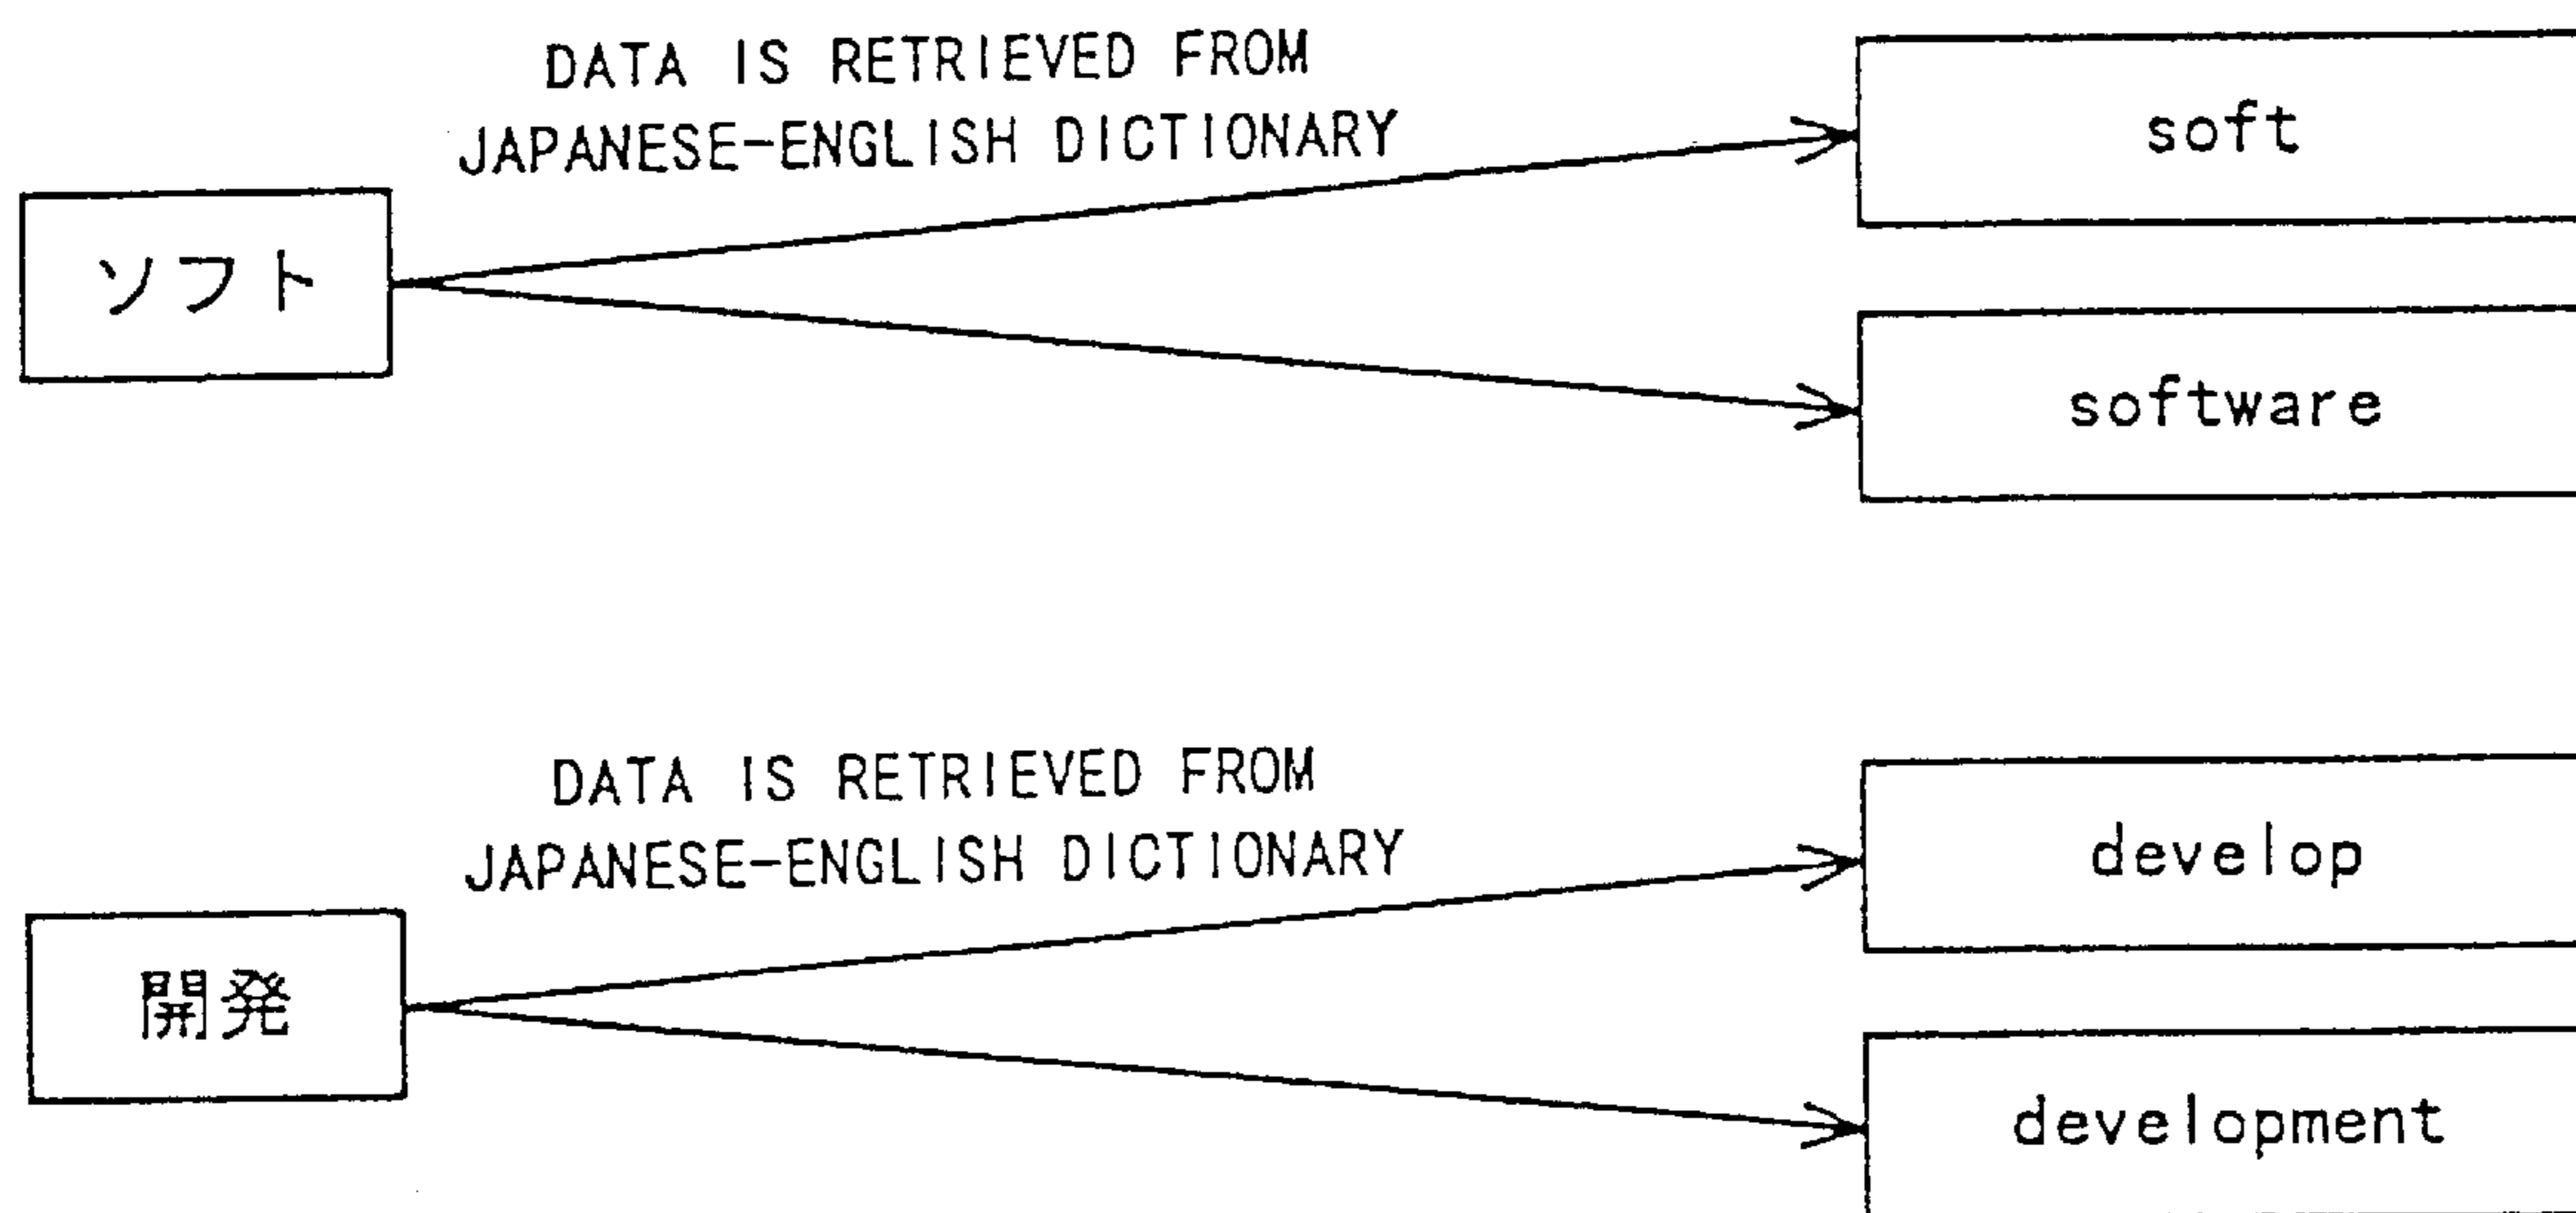 DATA IS RETRIEVED FROM
JAPANESE-ENGLISH DICTIONARY
ソフト
soft
software
DATA IS RETRIEVED FROM
JAPANESE-ENGLISH DICTIONARY
開発
develop
development